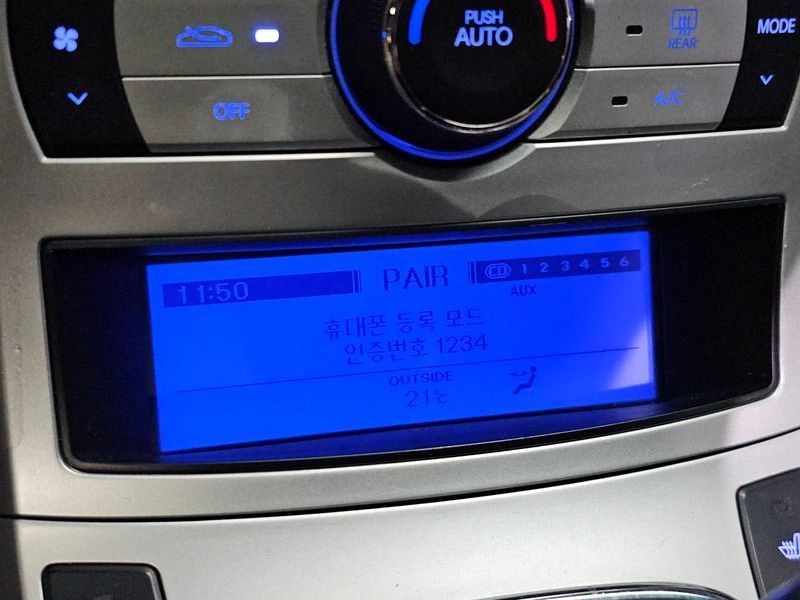 PUSH
AUTO
REAR
MODE
OFF
A/C
11:50
PAIR
CD 1 2 3 4 5 6
AUX
휴대폰 등록 모드
인증번호 1234
OUTSIDE
21℃